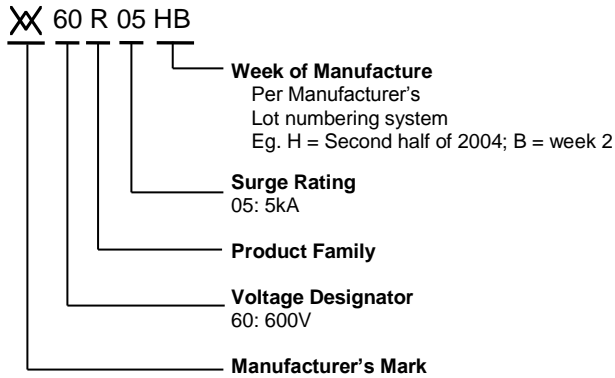 60 R 05 HB
Week of Manufacture
Per Manufacturer's
Lot numbering system
Eg. H = Second half of 2004; B = week 2
Surge Rating
05: 5kA
Product Family
Voltage Designator
60: 600V
Manufacturer's Mark